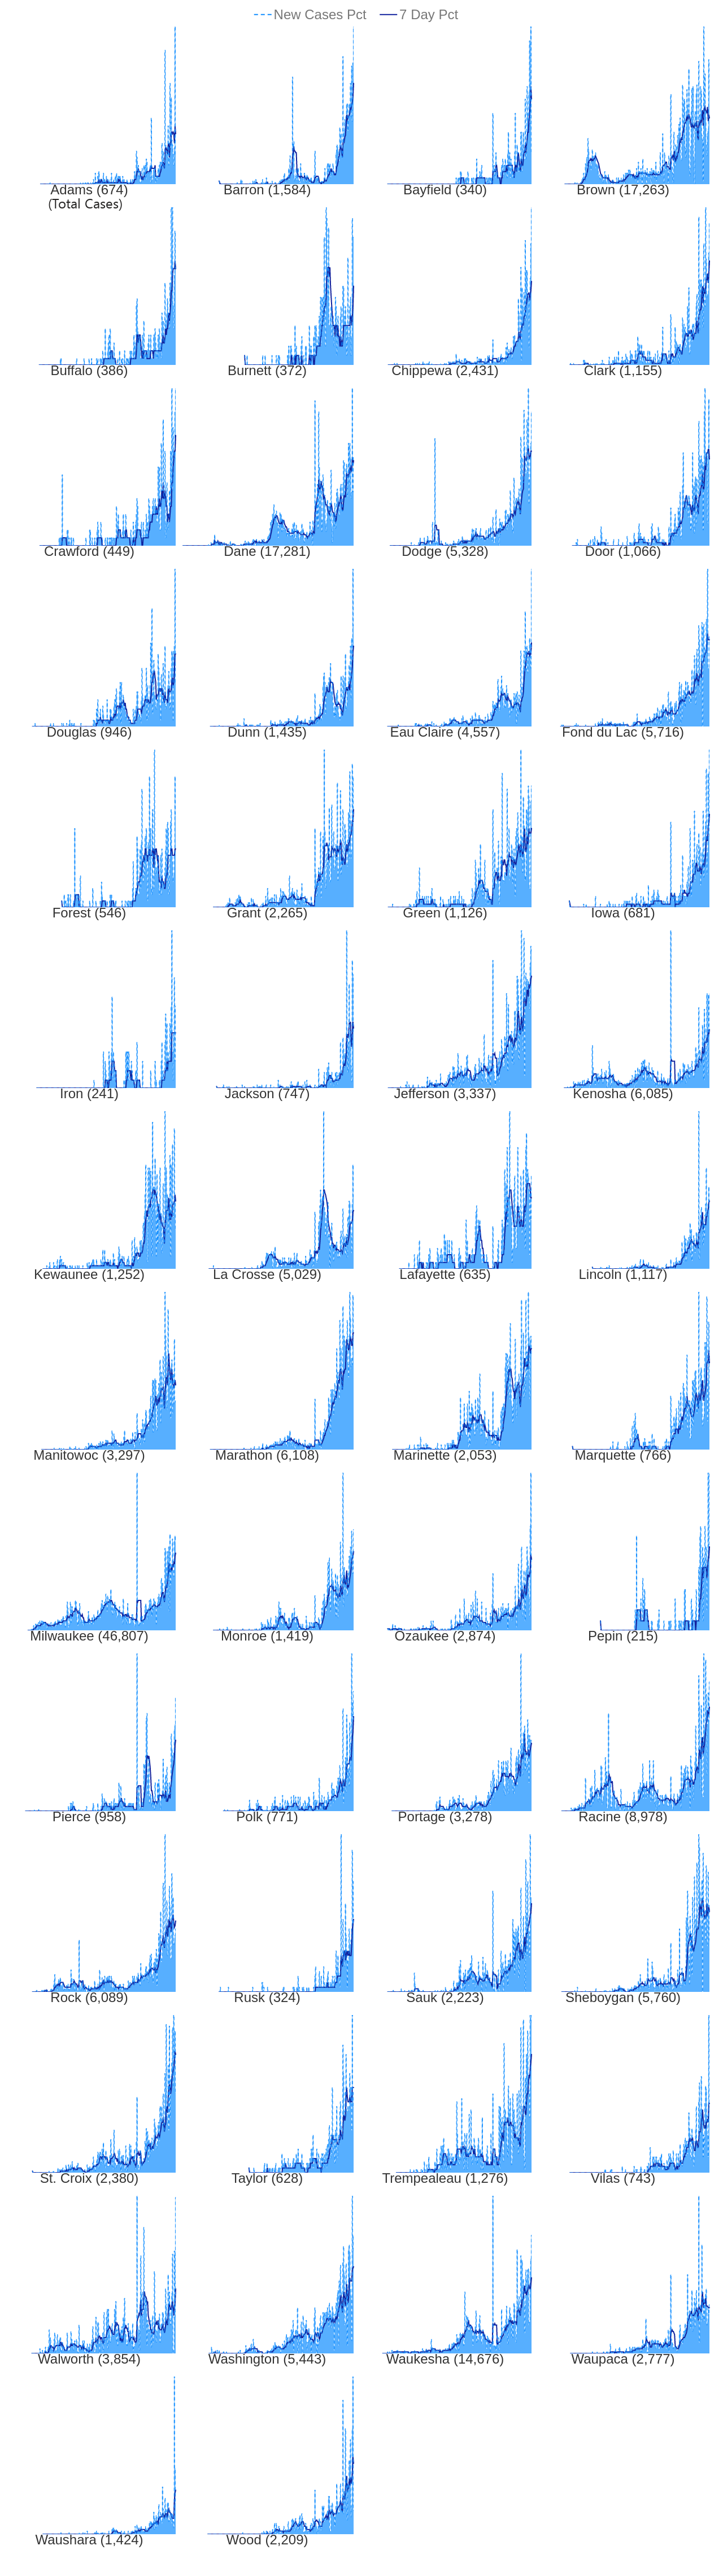 New Cases Pct 7 Day Pct
Adams (674) Barron (1,584) Bayfield (340) Brown (17,263)
(Total Cases)
Buffalo (386) Burnett (372) Chippewa (2,431) Clark (1,155)
Crawford (449) Dane (17,281) Dodge (5,328) Door (1,066)
Douglas (946) Dunn (1,435) Eau Claire (4,557) Fond du Lac (5,716)
Forest (546) Grant (2,265) Green (1,126) Iowa (681)
Iron (241) Jackson (747) Jefferson (3,337) Kenosha (6,085)
Kewaunee (1,252) La Crosse (5,029) Lafayette (635) Lincoln (1,117)
Manitowoc (3,297) Marathon (6,108) Marinette (2,053) Marquette (766)
Milwaukee (46,807) Monroe (1,419) Ozaukee (2,874) Pepin (215)
Pierce (958) Polk (771) Portage (3,278) Racine (8,978)
Rock (6,089) Rusk (324) Sauk (2,223) Sheboygan (5,760)
St. Croix (2,380) Taylor (628) Trempealeau (1,276) Vilas (743)
Walworth (3,854) Washington (5,443) Waukesha (14,676) Waupaca (2,777)
Waushara (1,424) Wood (2,209)